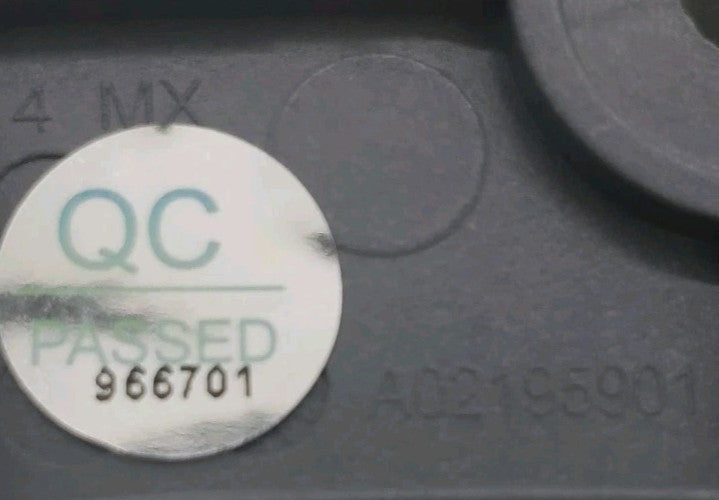 4 MX
QC
PASSED
966701
A02195901